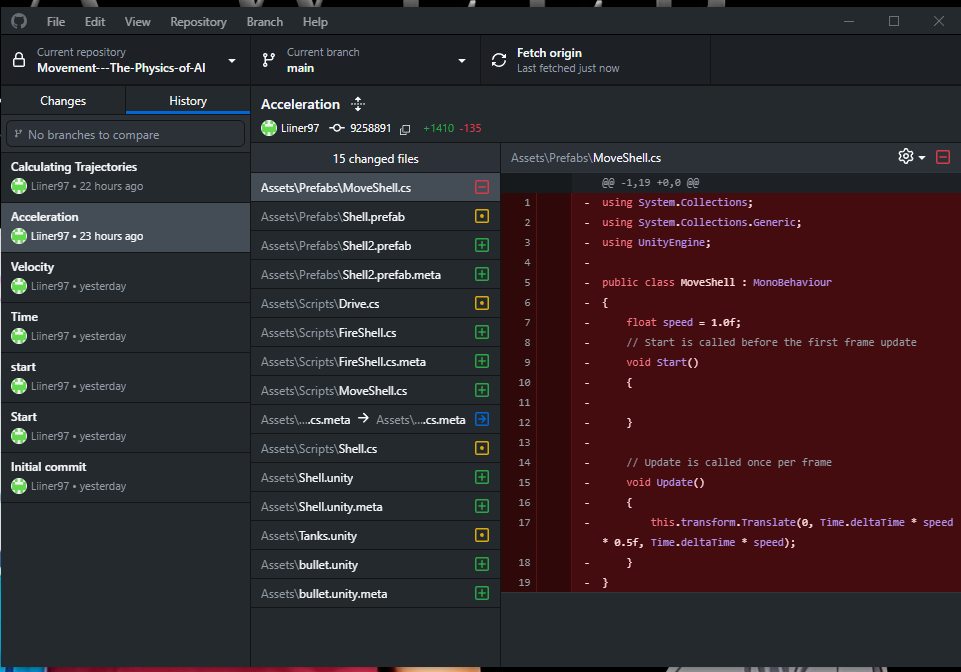 File Edit View Repository Branch Help
Current repository
Movement---The-Physics-of-AI
Current branch
main
Fetch origin
Last fetched just now
Changes History
No branches to compare
Calculating Trajectories
Liiner97 • 22 hours ago
Acceleration
Liiner97 • 23 hours ago
Velocity
Liiner97 • yesterday
Time
Liiner97 • yesterday
start
Liiner97 • yesterday
Start
Liiner97 • yesterday
Initial commit
Liiner97 • yesterday
Acceleration
Liiner97 9258891 +1410 -135
15 changed files
Assets\Prefabs\MoveShell.cs
Assets\Prefabs\Shell.prefab
Assets\Prefabs\Shell2.prefab
Assets\Prefabs\Shell2.prefab.meta
Assets\Scripts\Drive.cs
Assets\Scripts\FireShell.cs
Assets\Scripts\FireShell.cs.meta
Assets\Scripts\MoveShell.cs
Assets\...cs.meta → Assets\...cs.meta
Assets\Scripts\Shell.cs
Assets\Shell.unity
Assets\Shell.unity.meta
Assets\Tanks.unity
Assets\bullet.unity
Assets\bullet.unity.meta
Assets\Prefabs\MoveShell.cs
@@ -1,19 +0,0 @@
1 - using System.Collections;
2 - using System.Collections.Generic;
3 - using UnityEngine;
4 -
5 - public class MoveShell : MonoBehaviour
6 - {
7 - float speed = 1.0f;
8 - // Start is called before the first frame update
9 - void Start()
10 - {
11 -
12 - }
13 -
14 - // Update is called once per frame
15 - void Update()
16 - {
17 - this.transform.Translate(0, Time.deltaTime * speed
* 0.5f, Time.deltaTime * speed);
18 - }
19 - }